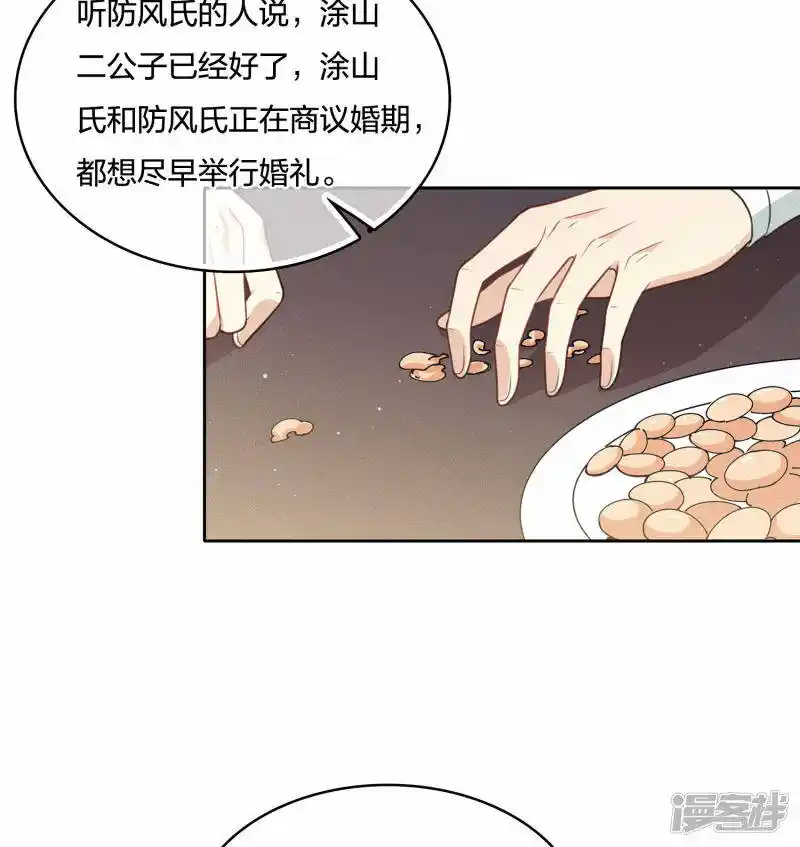 听防风氏的人说，涂山
二公子已经好了，涂山
氏和防风氏正在商议婚期，
都想尽早举行婚礼。
漫客栈